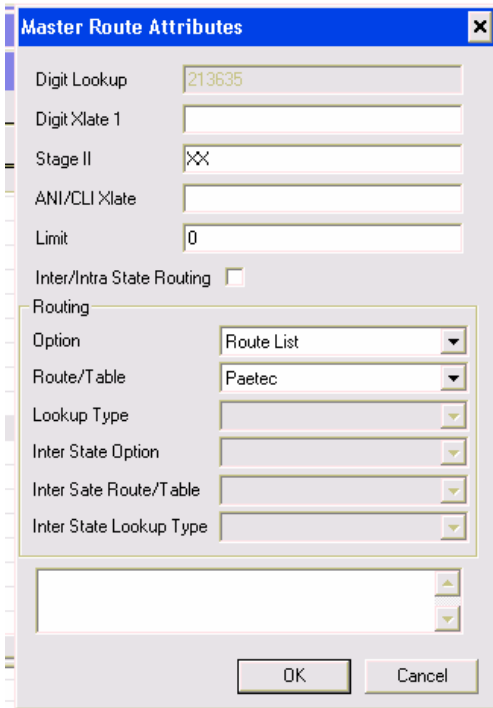 Master Route Attributes
Digit Lookup 213635
Digit Xlate 1
Stage II XX
ANI/CLI Xlate
Limit 0
Inter/Intra State Routing
Routing
Option Route List
Route/Table Paetec
Lookup Type
Inter State Option
Inter Sate Route/Table
Inter State Lookup Type
OK Cancel